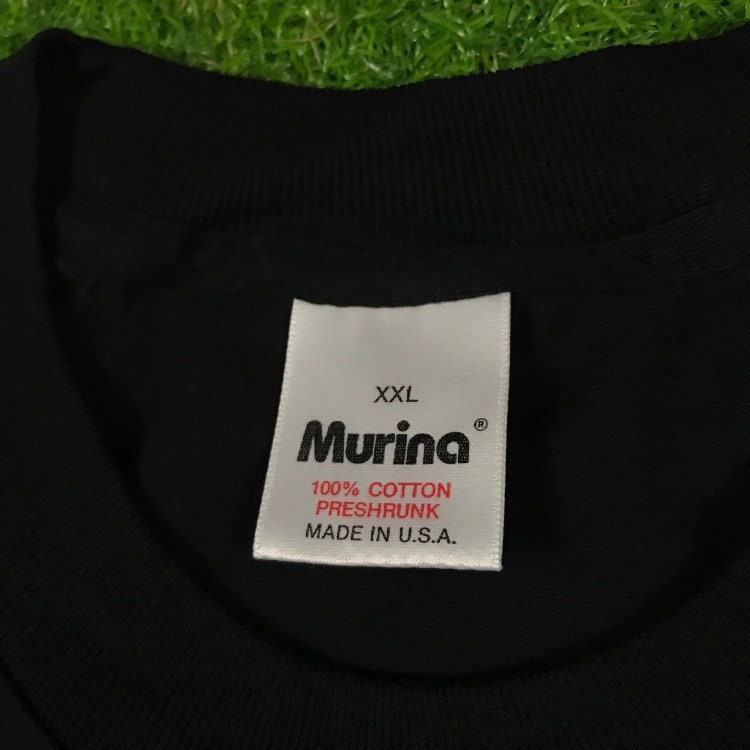 XXL
Murina®
100% COTTON
PRESHRUNK
MADE IN U.S.A.